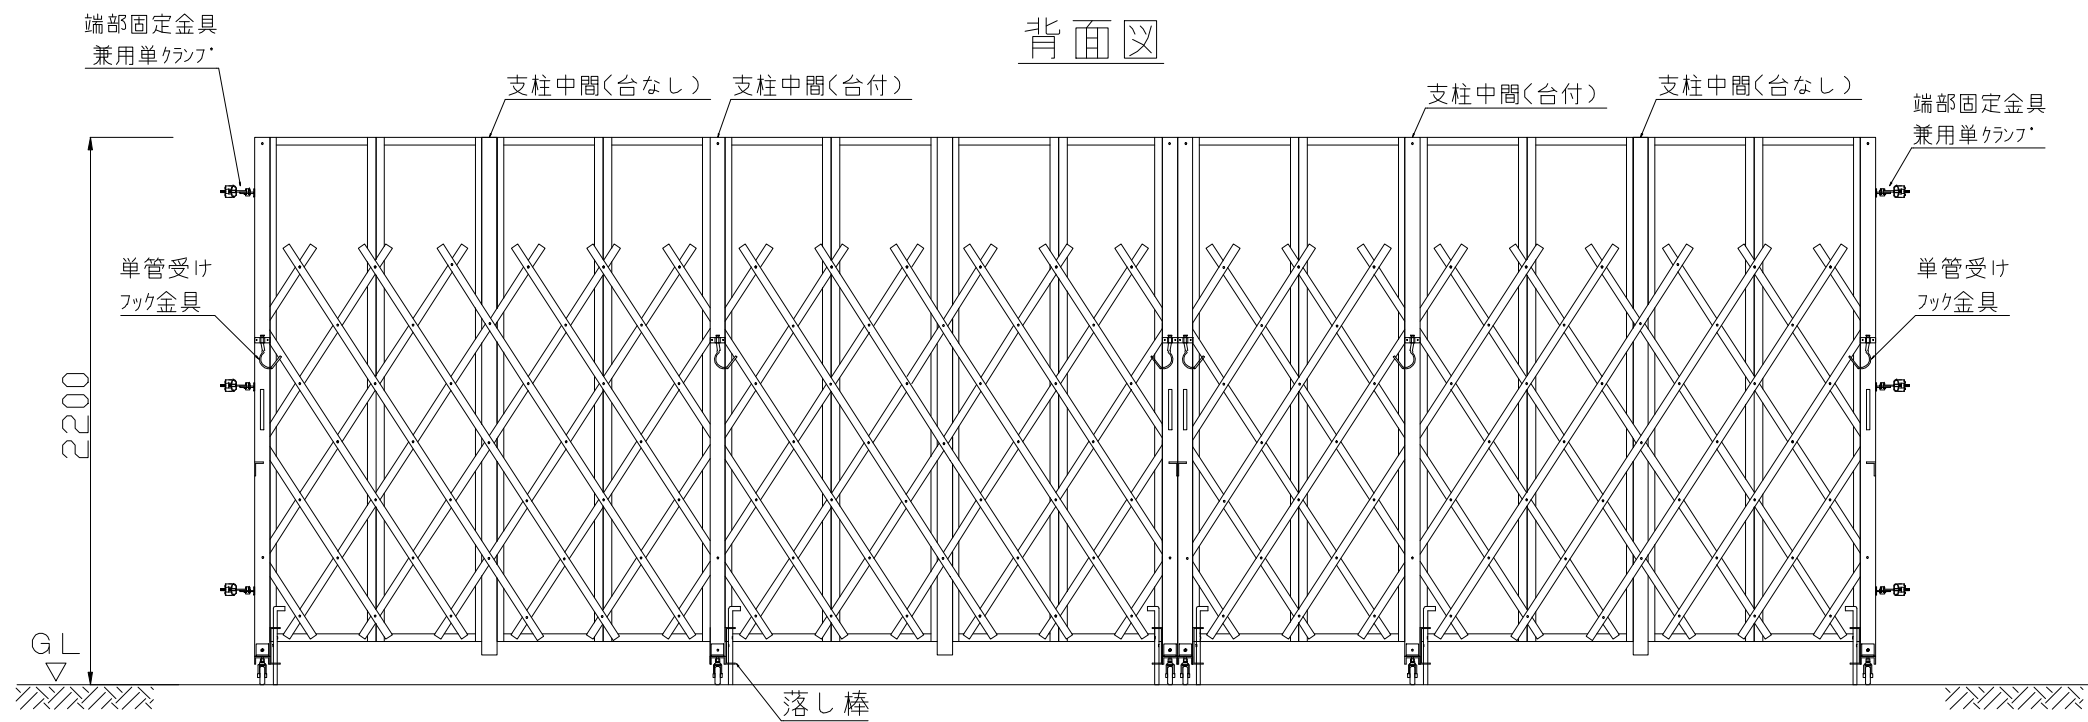 背面図
端部固定金具
兼用単ｸﾗﾝﾌﾟ
支柱中間(台なし)
支柱中間(台付)
支柱中間(台付)
支柱中間(台なし)
端部固定金具
兼用単ｸﾗﾝﾌﾟ
単管受け
ﾌｯｸ金具
単管受け
ﾌｯｸ金具
2200
GL
落し棒